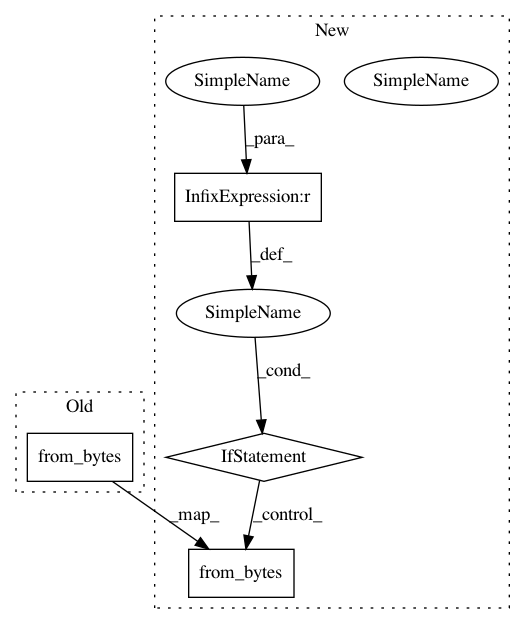 New
SimpleName
SimpleName
_para_
InfixExpression:r
_def_
SimpleName
_cond_
Old
from_bytes
IfStatement
_map_
_control_
from_bytes